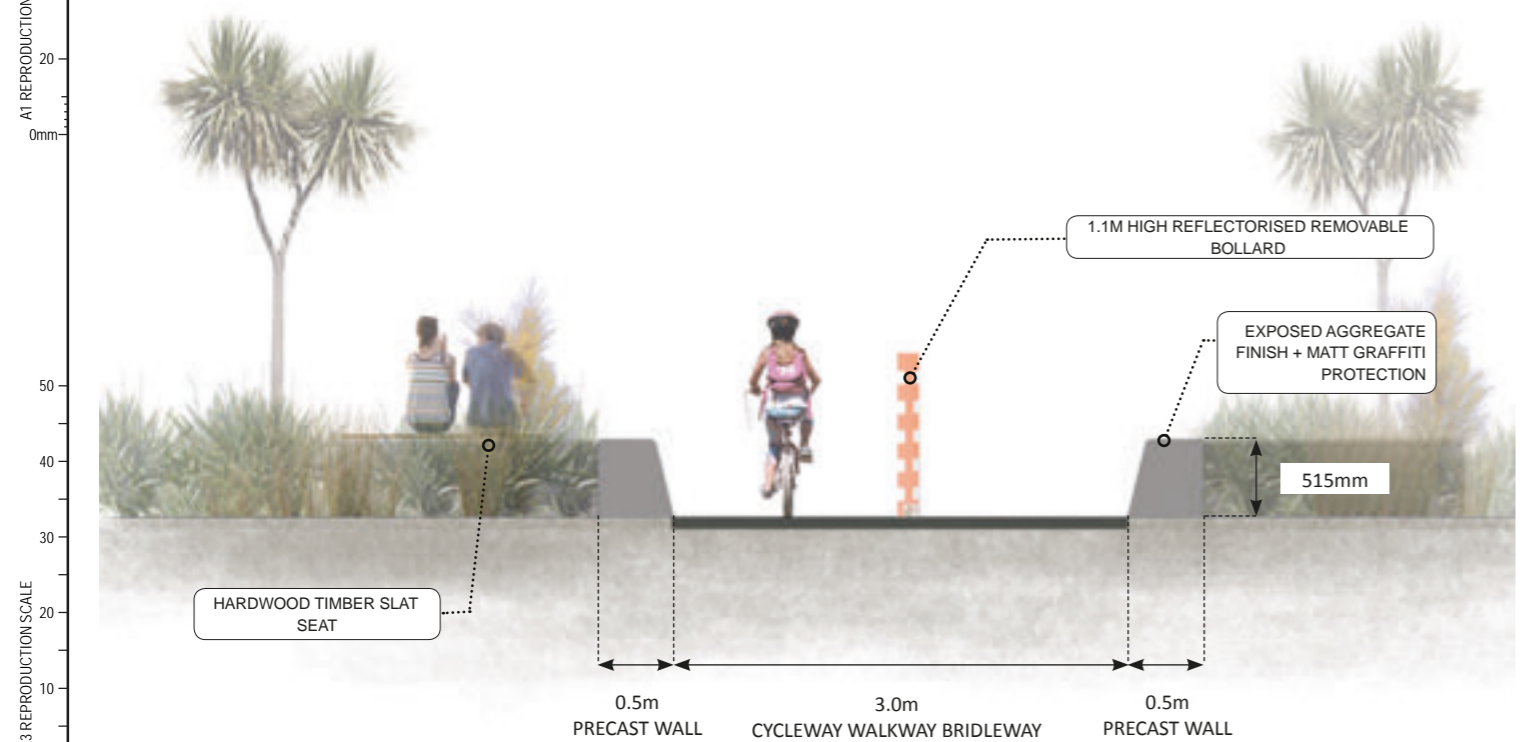 A1 REPRODUCTION
20
0mm
1.1M HIGH REFLECTORISED REMOVABLE
BOLLARD
EXPOSED AGGREGATE
FINISH + MATT GRAFFITI
PROTECTION
50
40
515mm
30
HARDWOOD TIMBER SLAT
SEAT
20
3 REPRODUCTION SCALE
10
0.5m
PRECAST WALL
3.0m
CYCLEWAY WALKWAY BRIDLEWAY
0.5m
PRECAST WALL